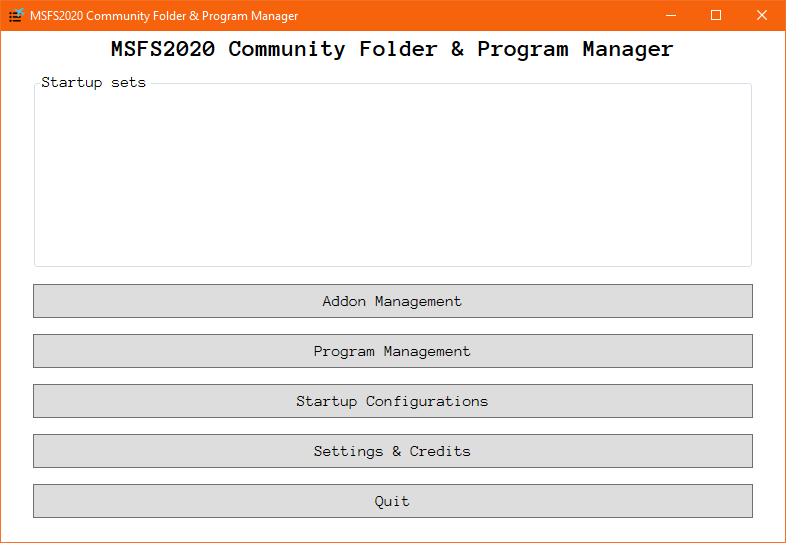 MSFS2020 Community Folder & Program Manager
MSFS2020 Community Folder & Program Manager
Startup sets
Addon Management
Program Management
Startup Configurations
Settings & Credits
Quit